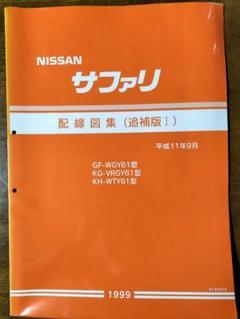 NISSAN
サファリ
配線図集(追補版Ⅰ)
平成11年9月
GF-WGY61型
KG-VRGY61型
KH-WTY61型
1999